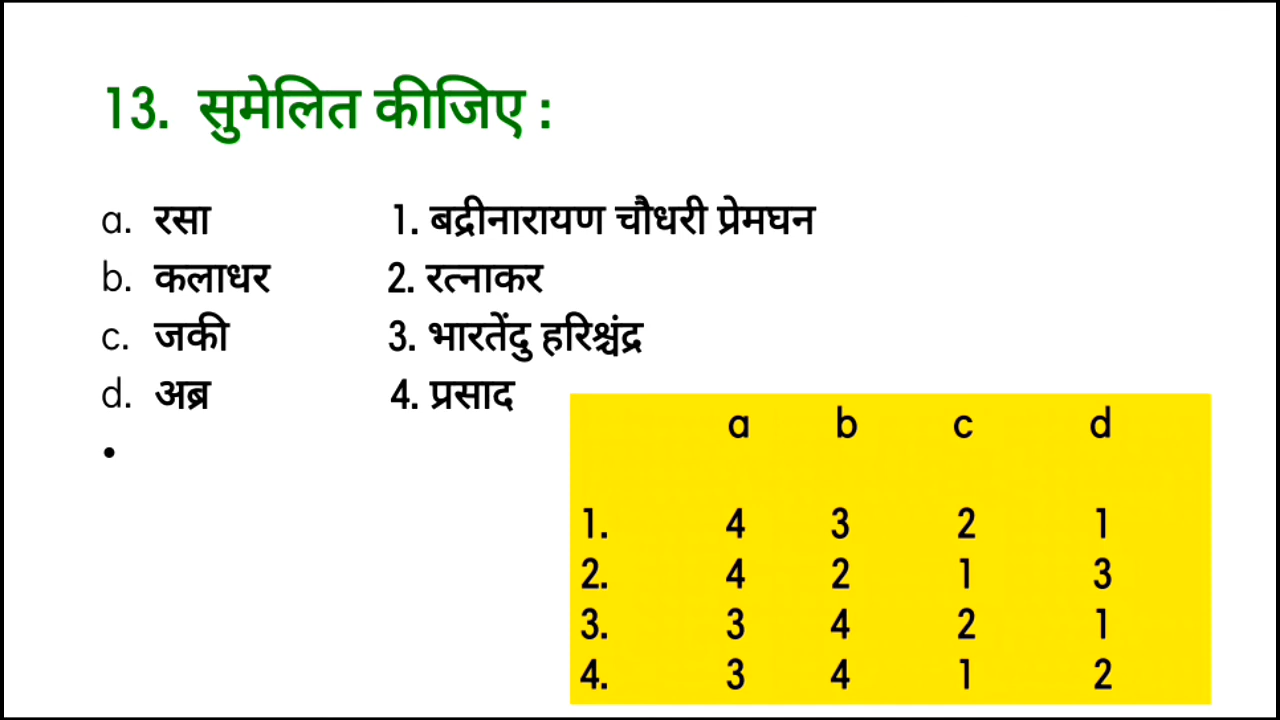 13. सुमेलित कीजिए :
a. रसा 1. बद्रीनारायण चौधरी प्रेमघन
b. कलाधर 2. रत्नाकर
c. जकी 3. भारतेंदु हरिश्चंद्र
d. अब्र 4. प्रसाद
•
a b c d
1. 4 3 2 1
2. 4 2 1 3
3. 3 4 2 1
4. 3 4 1 2